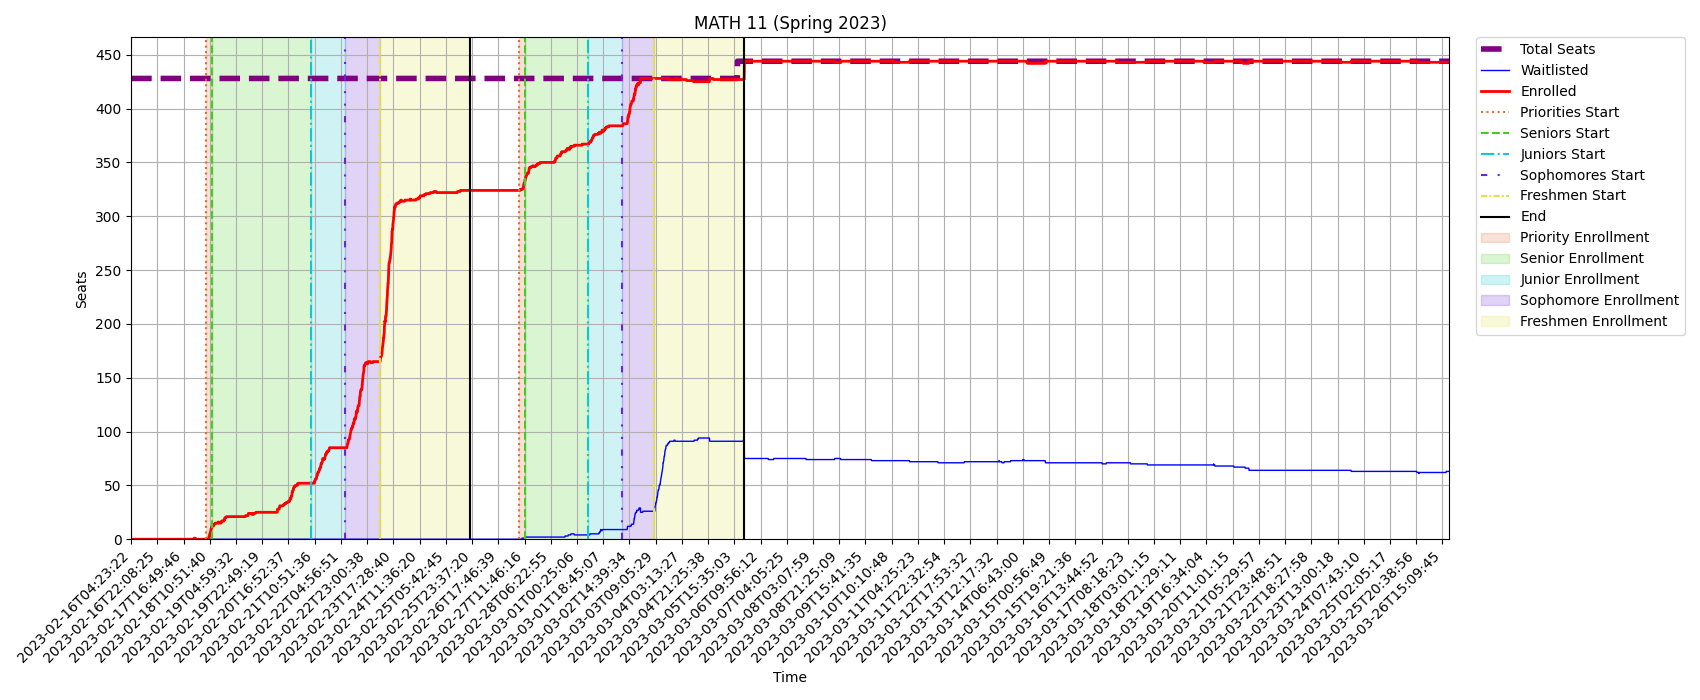 MATH 11 (Spring 2023)
Seats
450
400
350
300
250
200
150
100
50
0
2023-02-16T04:23:22
2023-02-16T22:08:25
2023-02-17T16:49:46
2023-02-18T10:51:40
2023-02-19T04:59:32
2023-02-19T22:49:19
2023-02-20T16:52:37
2023-02-21T10:51:36
2023-02-22T04:56:51
2023-02-22T23:00:38
2023-02-23T17:28:40
2023-02-24T11:36:20
2023-02-25T05:42:45
2023-02-25T23:37:20
2023-02-26T17:46:39
2023-02-27T11:46:16
2023-02-28T06:22:55
2023-03-01T00:25:06
2023-03-01T18:45:07
2023-03-02T14:39:34
2023-03-03T09:05:29
2023-03-04T03:13:27
2023-03-04T21:25:38
2023-03-05T15:35:03
2023-03-06T09:56:12
2023-03-07T04:05:25
2023-03-08T03:07:59
2023-03-08T21:25:09
2023-03-09T15:41:35
2023-03-10T10:10:48
2023-03-11T04:25:23
2023-03-11T22:32:54
2023-03-12T17:53:32
2023-03-13T12:17:32
2023-03-14T06:43:00
2023-03-15T00:56:49
2023-03-15T19:21:36
2023-03-16T13:44:52
2023-03-17T08:18:23
2023-03-18T03:01:15
2023-03-18T21:29:11
2023-03-19T16:34:04
2023-03-20T11:01:15
2023-03-21T05:29:57
2023-03-21T23:48:51
2023-03-22T18:27:58
2023-03-23T13:00:18
2023-03-24T07:43:10
2023-03-25T02:05:17
2023-03-25T20:38:56
2023-03-26T15:09:45
Time
Total Seats
Waitlisted
Enrolled
Priorities Start
Seniors Start
Juniors Start
Sophomores Start
Freshmen Start
End
Priority Enrollment
Senior Enrollment
Junior Enrollment
Sophomore Enrollment
Freshmen Enrollment